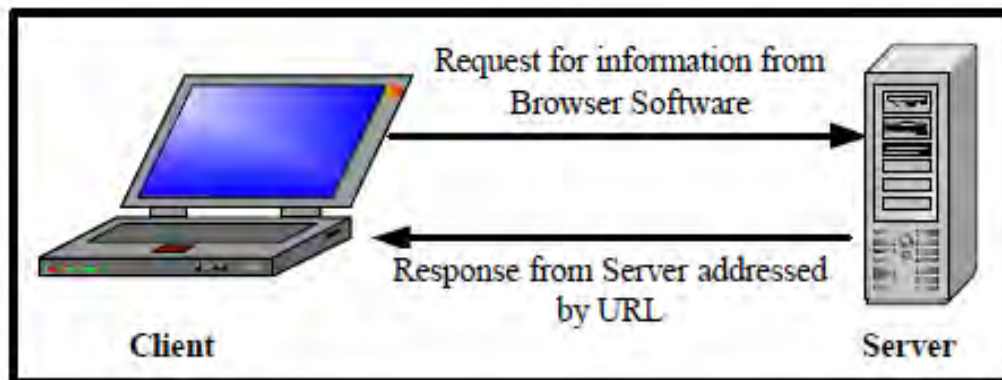 Request for information from
Browser Software
Response from Server addressed
by URL
Client
Server